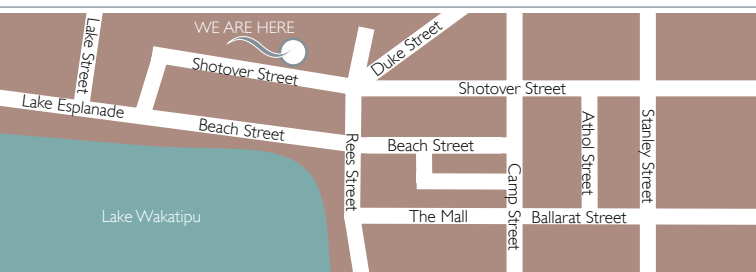 WE ARE HERE
Lake Street
Duke Street
Shotover Street
Shotover Street
Lake Esplanade
Beach Street
Rees Street
Beach Street
Athol Street
Stanley Street
Camp Street
Lake Wakatipu
The Mall
Ballarat Street